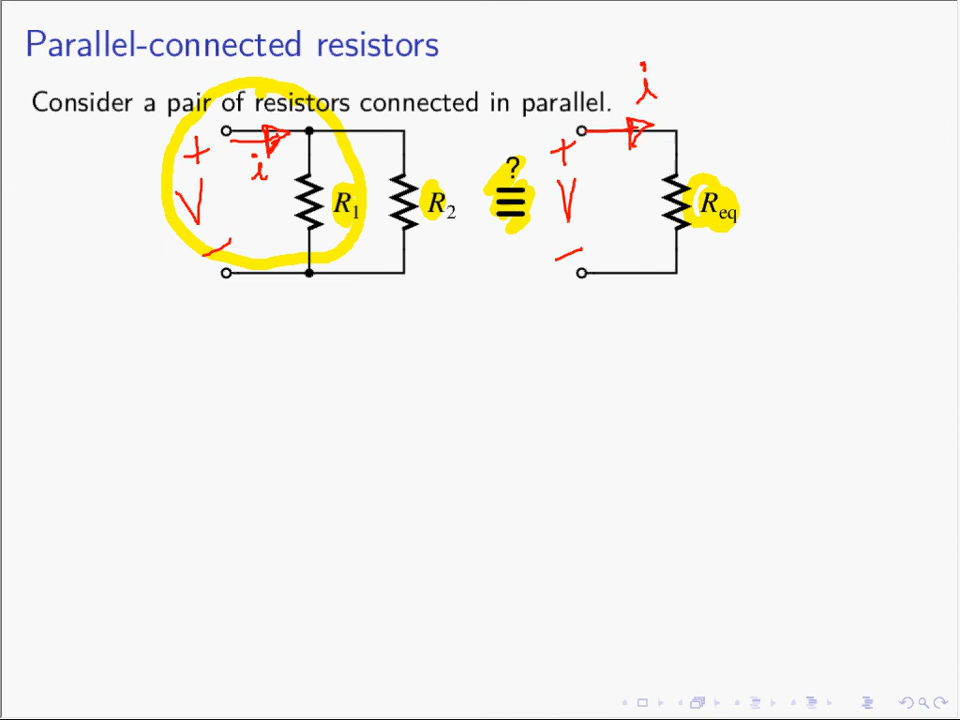 Parallel-connected resistors
Consider a pair of resistors connected in parallel.
i
i
+
+
?
V
R1
R2
≡
V
Req
−
−